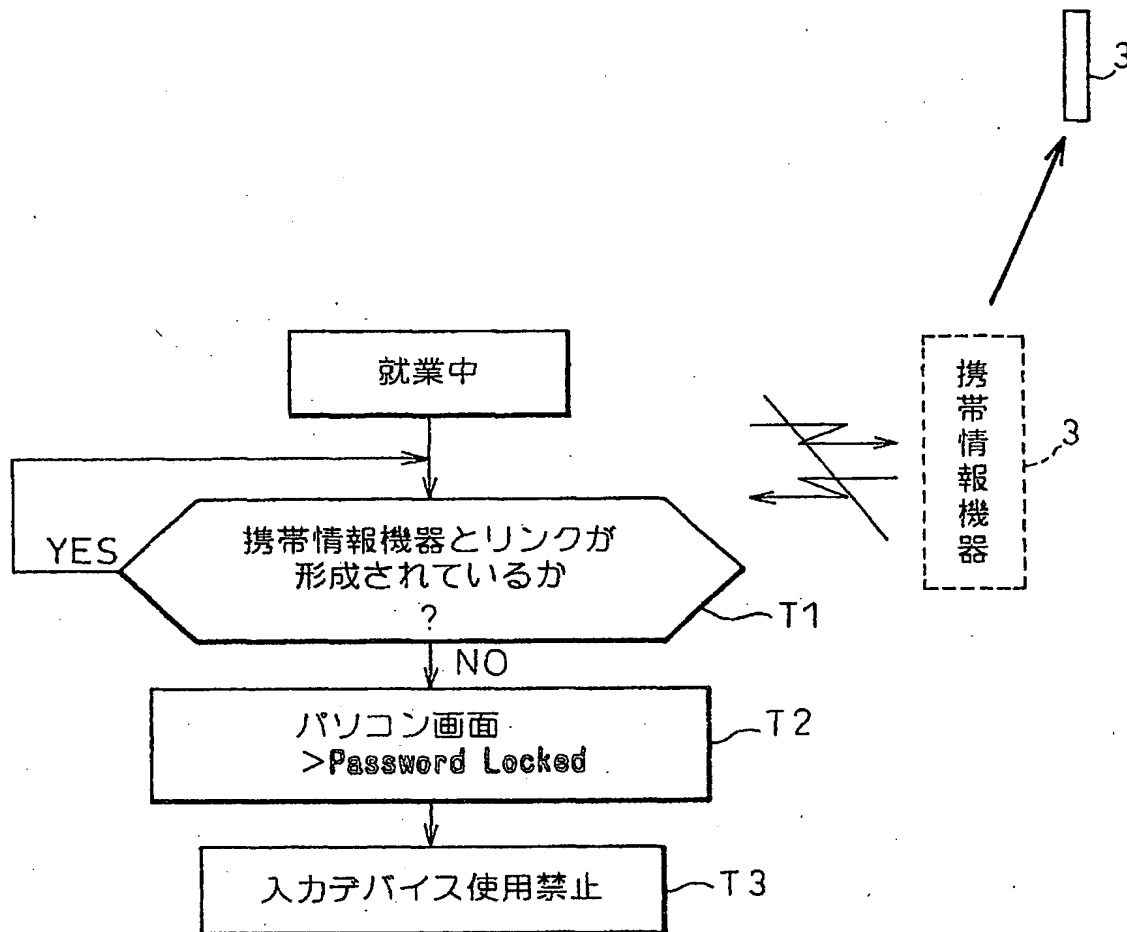 3
就業中
携帯情報機器
3
YES
携帯情報機器とリンクが
形成されているか
?
T1
NO
パソコン画面
>Password Locked
T2
入力デバイス使用禁止
T3